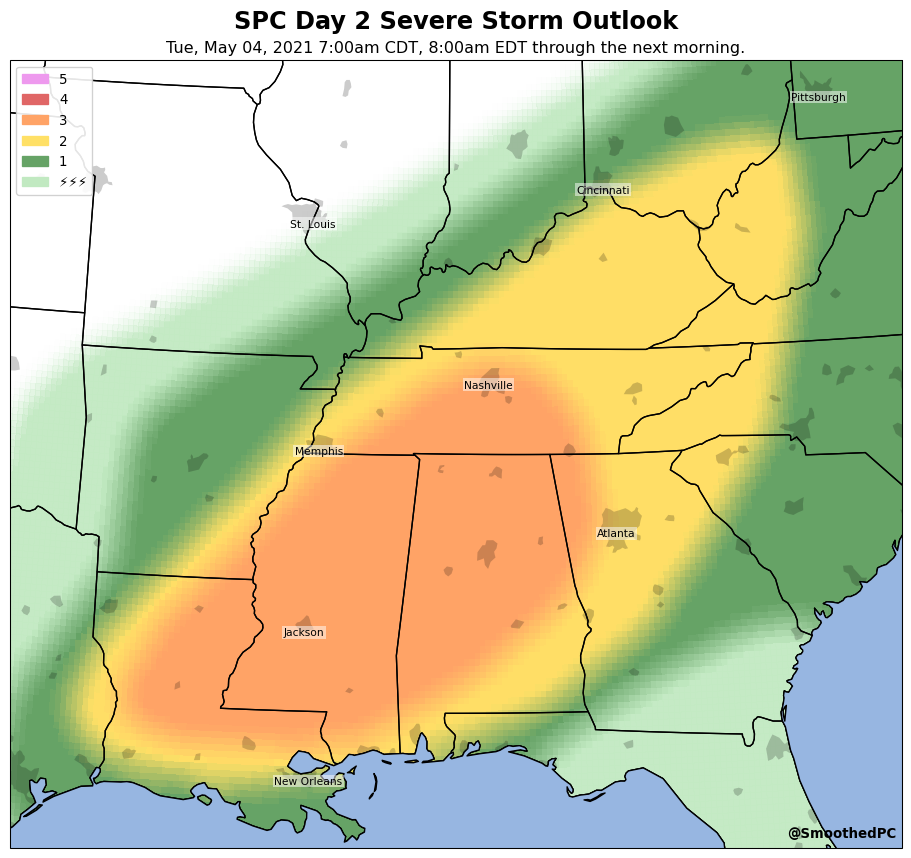 SPC Day 2 Severe Storm Outlook
Tue, May 04, 2021 7:00am CDT, 8:00am EDT through the next morning.
5
4
3
2
1
⚡⚡⚡
Pittsburgh
Cincinnati
St. Louis
Nashville
Memphis
Atlanta
Jackson
New Orleans
@SmoothedPC